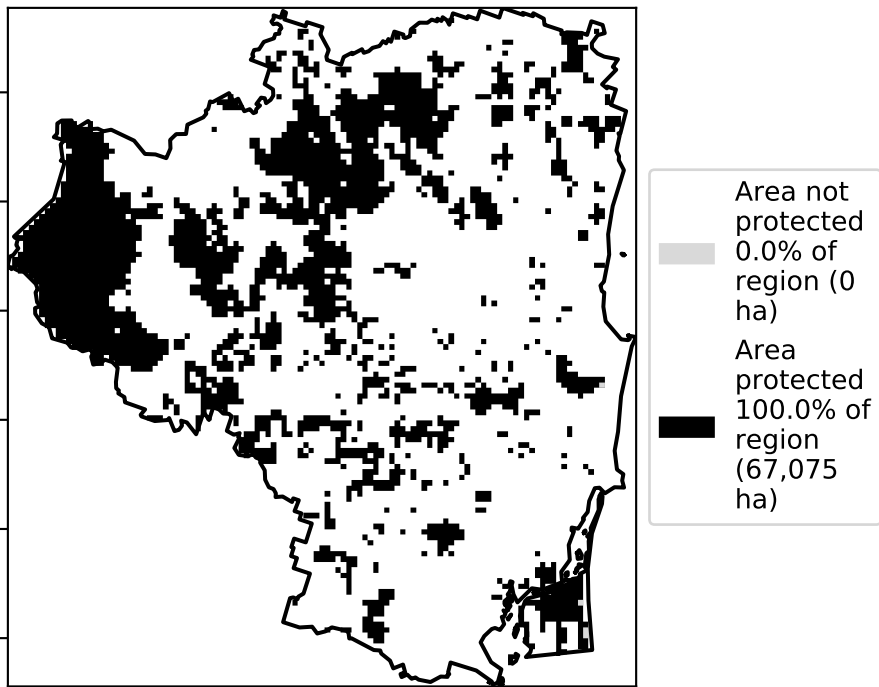 Area not
protected
0.0% of
region (0
ha)
Area
protected
100.0% of
region
(67,075
ha)